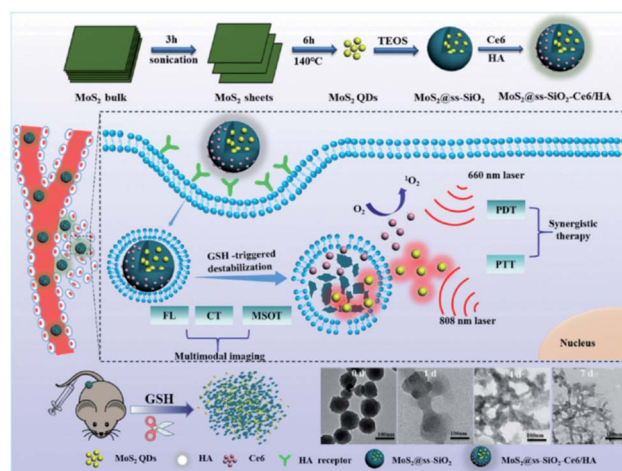 3h
sonication
6h
140°C
TEOS
Ce6
HA
MoS2 bulk
MoS2 sheets
MoS2 QDs
MoS2@ss-SiO2
MoS2@ss-SiO2-Ce6/HA
660 nm laser
¹O2
O2
PDT
Synergistic
therapy
GSH -triggered
destabilization
PTT
FL
CT
MSOT
808 nm laser
Multimodal imaging
Nucleus
GSH
0 d
1 d
7 d
100nm
100nm
MoS2 QDs
HA
Ce6
HA receptor
MoS2@ss-SiO2
MoS2@ss-SiO2-Ce6/HA